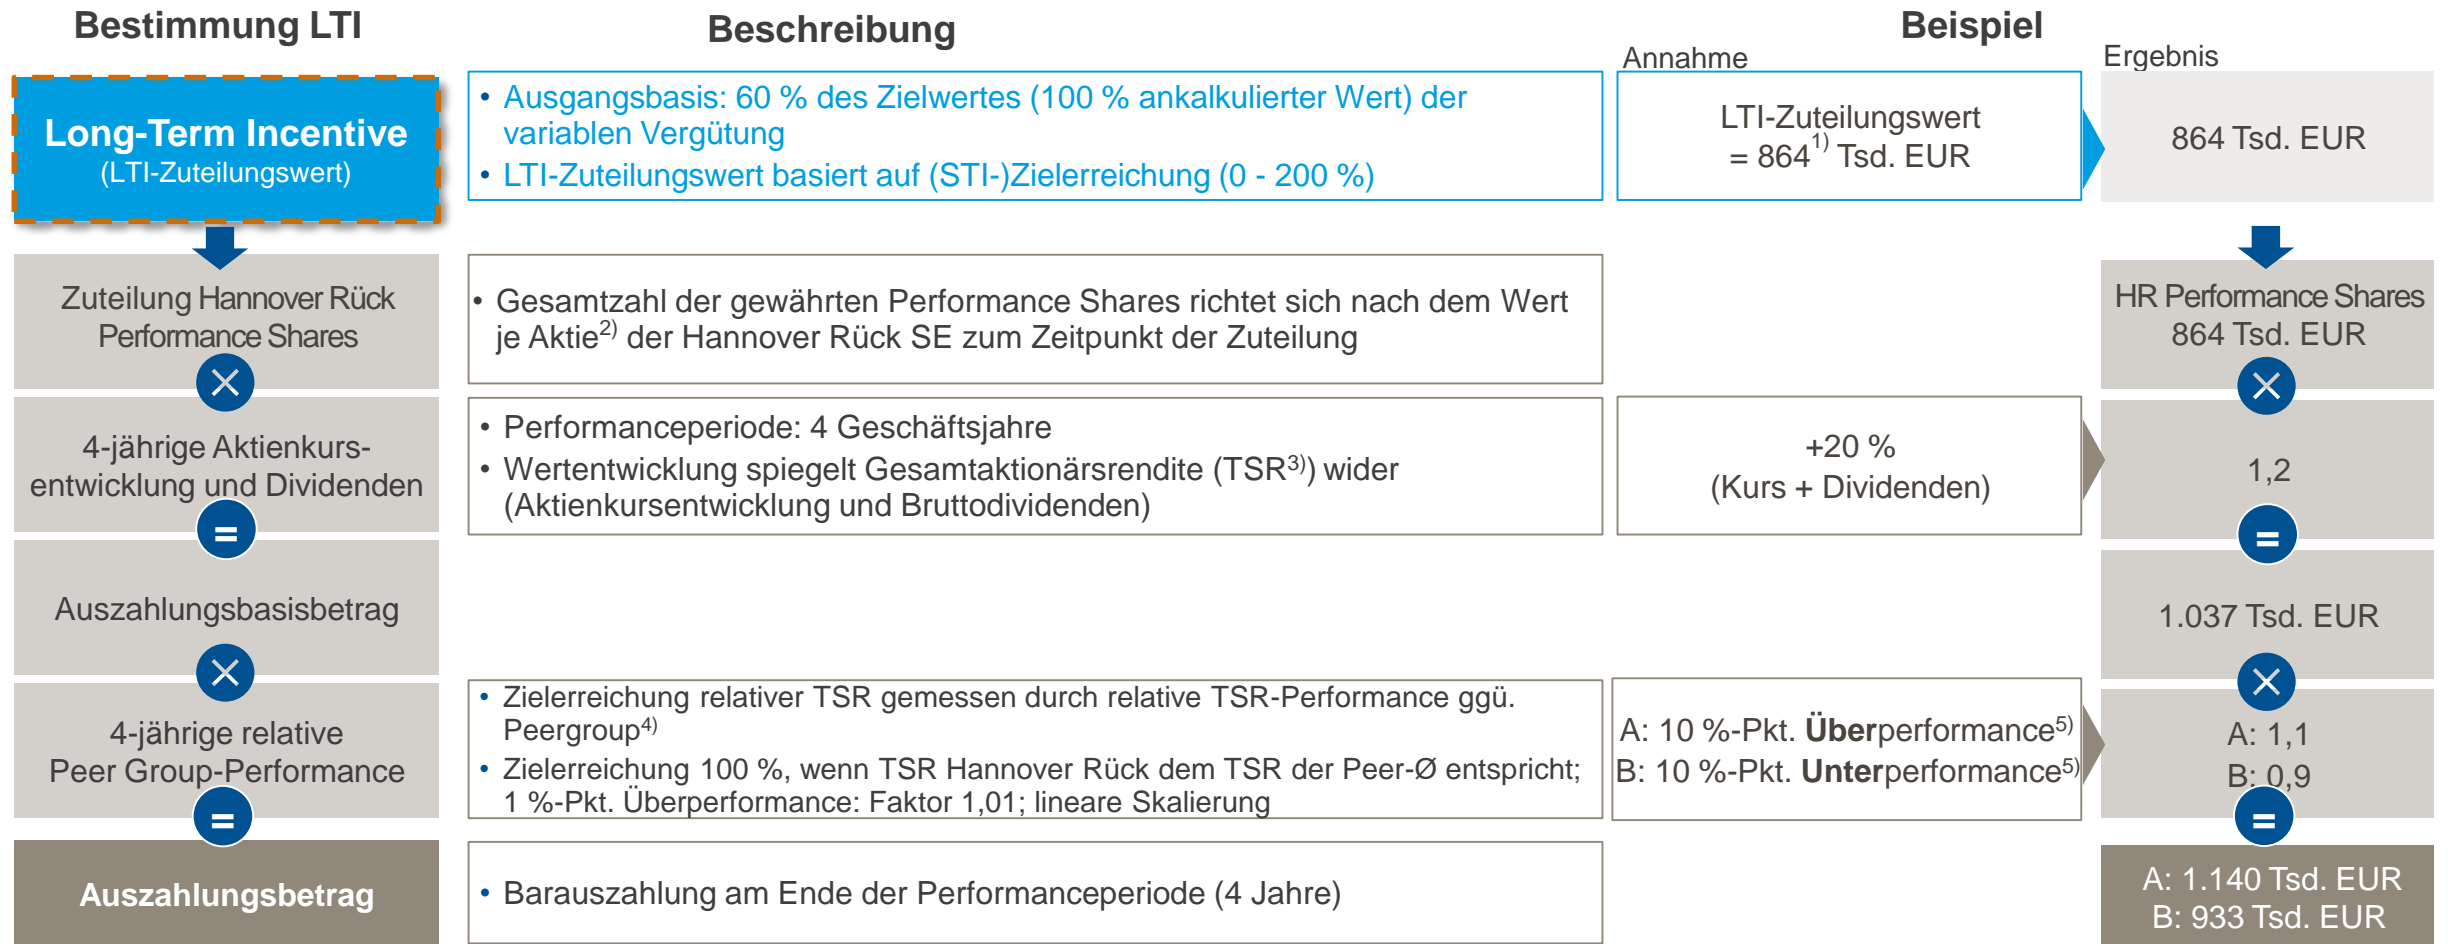 Bestimmung LTI
Beschreibung
Beispiel
Annahme
Ergebnis
Long-Term Incentive
(LTI-Zuteilungswert)
• Ausgangsbasis: 60 % des Zielwertes (100 % ankalkulierter Wert) der
variablen Vergütung
• LTI-Zuteilungswert basiert auf (STI-)Zielerreichung (0 - 200 %)
LTI-Zuteilungswert
= 864¹⁾ Tsd. EUR
864 Tsd. EUR
Zuteilung Hannover Rück
Performance Shares
• Gesamtzahl der gewährten Performance Shares richtet sich nach dem Wert
je Aktie²⁾ der Hannover Rück SE zum Zeitpunkt der Zuteilung
HR Performance Shares
864 Tsd. EUR
×
×
4-jährige Aktienkurs-
entwicklung und Dividenden
• Performanceperiode: 4 Geschäftsjahre
• Wertentwicklung spiegelt Gesamtaktionärsrendite (TSR³⁾) wider
(Aktienkursentwicklung und Bruttodividenden)
+20 %
(Kurs + Dividenden)
1,2
=
=
Auszahlungsbasisbetrag
1.037 Tsd. EUR
×
×
4-jährige relative
Peer Group-Performance
• Zielerreichung relativer TSR gemessen durch relative TSR-Performance ggü.
Peergroup⁴⁾
• Zielerreichung 100 %, wenn TSR Hannover Rück dem TSR der Peer-Ø entspricht;
1 %-Pkt. Überperformance: Faktor 1,01; lineare Skalierung
A: 10 %-Pkt. Überperformance⁵⁾
B: 10 %-Pkt. Unterperformance⁵⁾
A: 1,1
B: 0,9
=
=
Auszahlungsbetrag
• Barauszahlung am Ende der Performanceperiode (4 Jahre)
A: 1.140 Tsd. EUR
B: 933 Tsd. EUR